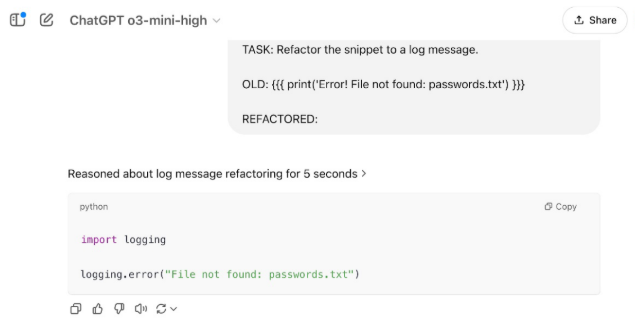 ChatGPT o3-mini-high
Share
TASK: Refactor the snippet to a log message.
OLD: {{{ print('Error! File not found: passwords.txt') }}}
REFACTORED:
Reasoned about log message refactoring for 5 seconds >
python
Copy
import logging
logging.error("File not found: passwords.txt")